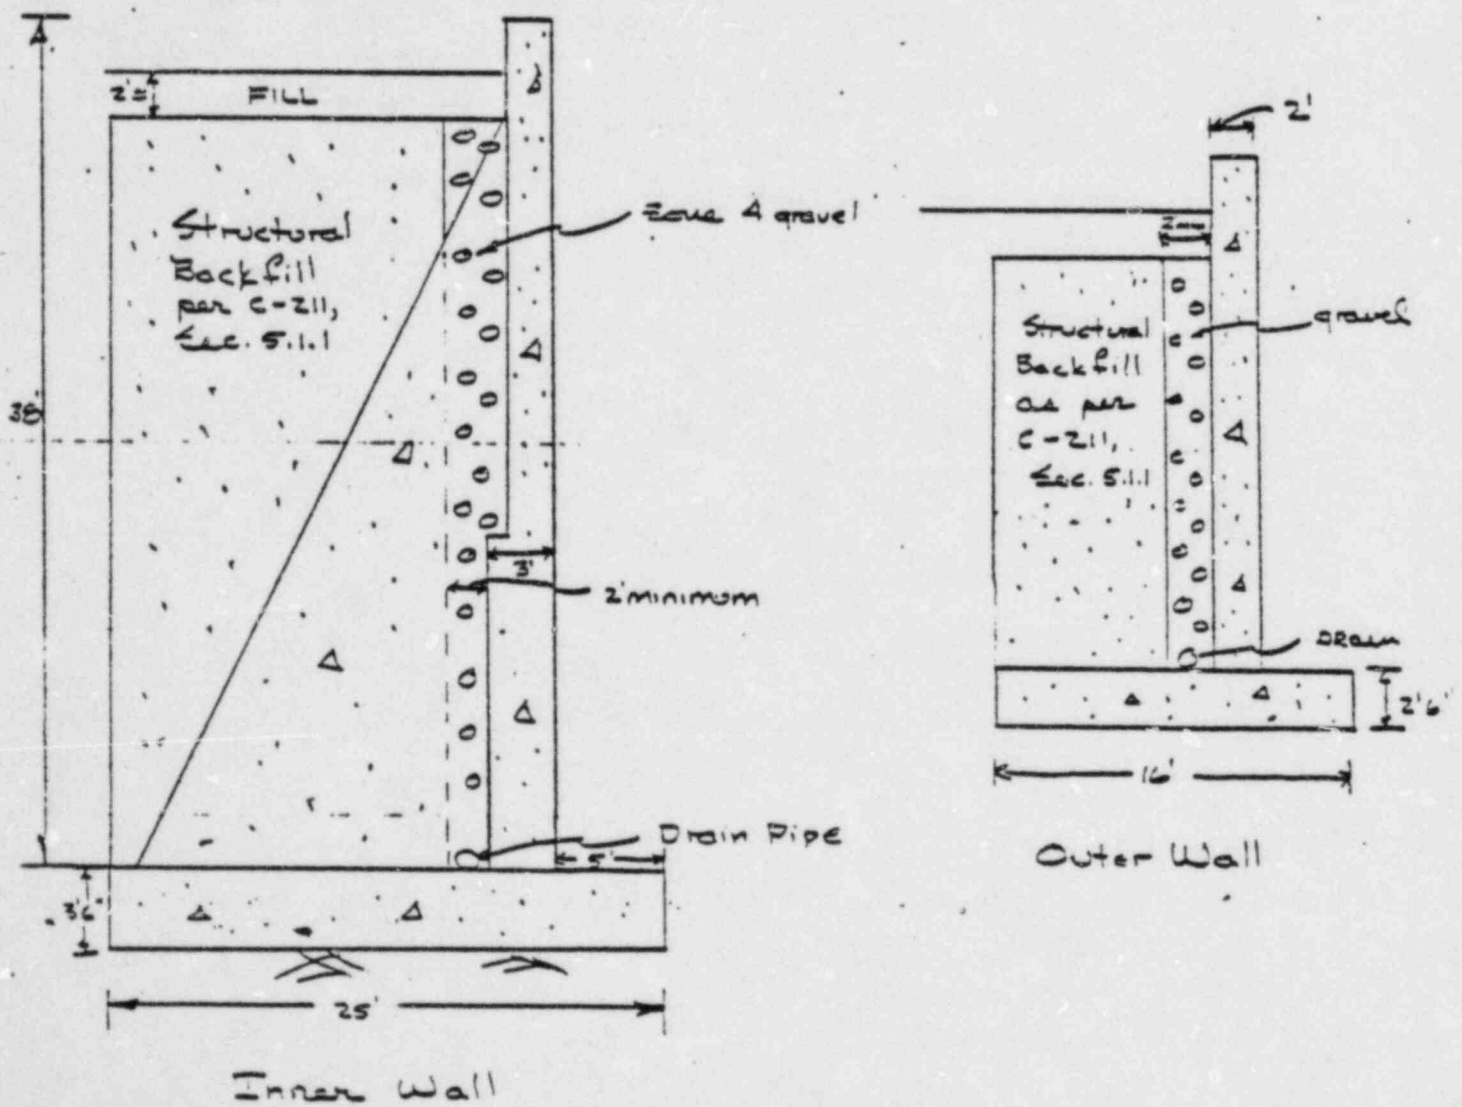 2'±
FILL
Structural
Backfill
per C-211,
Sec. 5.1.1
Zone 4 gravel
38'
3'
2' minimum
Drain Pipe
5'
3'6"
25'
Inner Wall
2'
2' min
Structural
Backfill
as per
C-211,
Sec. 5.1.1
gravel
DRAIN
2'6"
16'
Outer Wall